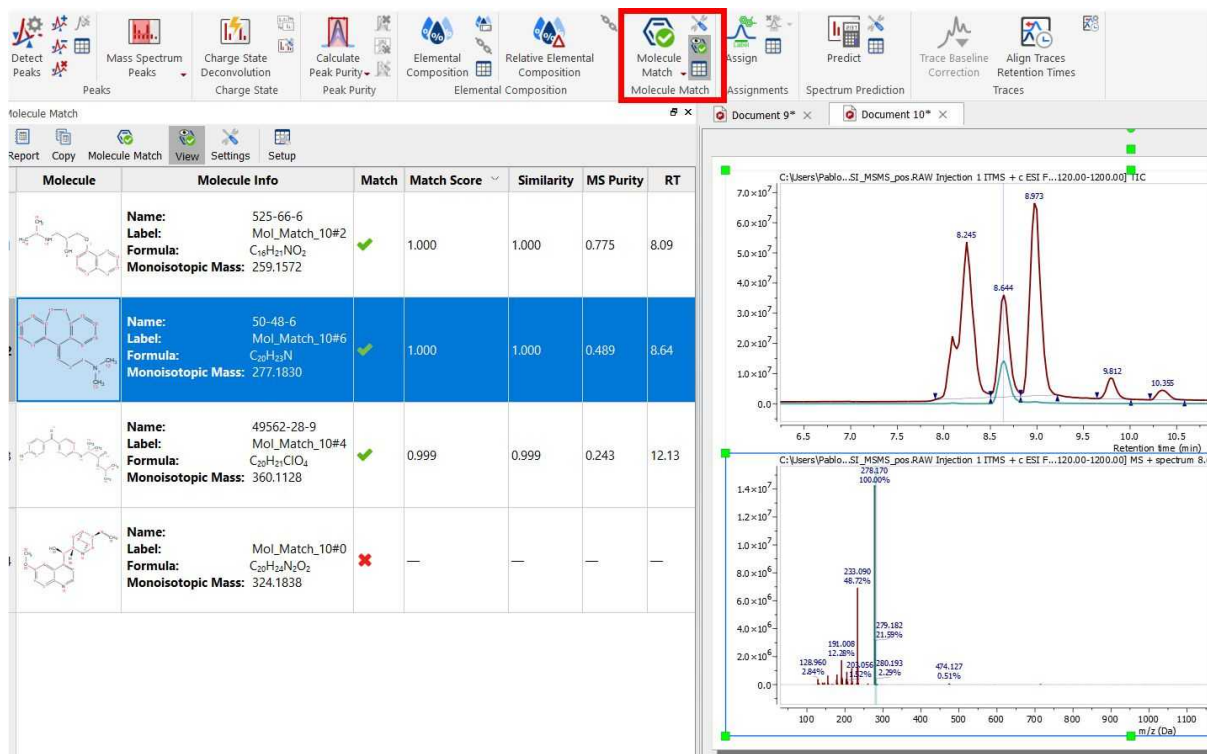 Detect
Peaks
Mass Spectrum
Peaks
Charge State
Deconvolution
Calculate
Peak Purity
Elemental
Composition
Relative Elemental
Composition
Molecule
Match
Assign
Predict
Trace Baseline
Correction
Align Traces
Retention Times
Peaks
Charge State
Peak Purity
Elemental Composition
Molecule Match
Assignments
Spectrum Prediction
Traces
Molecule Match
Document 9*
Document 10*
Report Copy Molecule Match View Settings Setup
Molecule Molecule Info Match Match Score Similarity MS Purity RT
Name: 525-66-6
Label: Mol_Match_10#2
Formula: C₁₆H₂₁NO₂
Monoisotopic Mass: 259.1572
1.000 1.000 0.775 8.09
Name: 50-48-6
Label: Mol_Match_10#6
Formula: C₂₀H₂₃N
Monoisotopic Mass: 277.1830
1.000 1.000 0.489 8.64
Name: 49562-28-9
Label: Mol_Match_10#4
Formula: C₂₀H₂₁ClO₄
Monoisotopic Mass: 360.1128
0.999 0.999 0.243 12.13
Name:
Label: Mol_Match_10#0
Formula: C₂₀H₂₄N₂O₂
Monoisotopic Mass: 324.1838
— — — —
C:\Users\Pablo...SI_MSMS_pos.RAW Injection 1 ITMS + c ESI F...120.00-1200.00] TIC
7.0×10⁷
6.0×10⁷
5.0×10⁷
4.0×10⁷
3.0×10⁷
2.0×10⁷
1.0×10⁷
0.0
8.245
8.644
8.973
9.812
10.355
6.5 7.0 7.5 8.0 8.5 9.0 9.5 10.0 10.5
Retention time (min)
C:\Users\Pablo...SI_MSMS_pos.RAW Injection 1 ITMS + c ESI F...120.00-1200.00] MS + spectrum 8.6
278.170
100.00%
1.4×10⁷
1.2×10⁷
1.0×10⁷
8.0×10⁶
6.0×10⁶
4.0×10⁶
2.0×10⁶
0.0
233.090
48.72%
279.182
21.59%
191.008
12.28%
128.960
2.84%
203.056
280.193
2.29%
474.127
0.51%
100 200 300 400 500 600 700 800 900 1000 1100
m/z (Da)